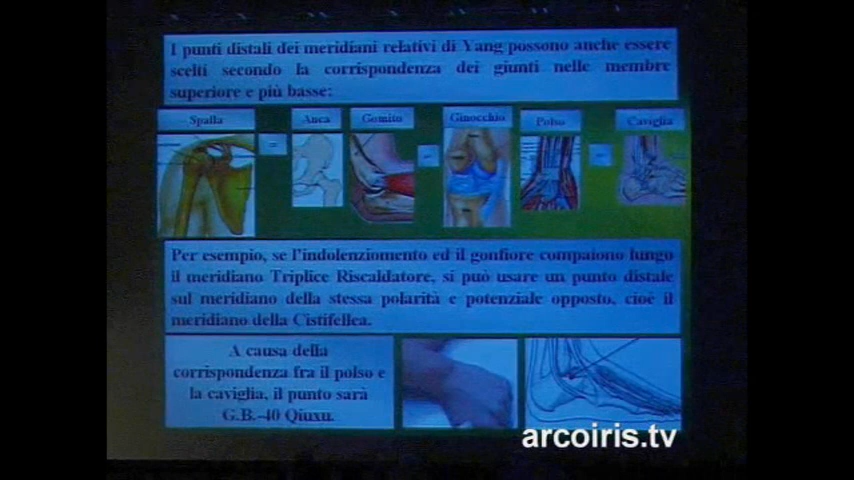 I punti distali dei meridiani relativi di Yang possono anche essere
scelti secondo la corrispondenza dei giunti nelle membre
superiore e più basse:
Spalla = Anca Gomito = Ginocchio Polso = Caviglia
Per esempio, se l'indolenziomento ed il gonfiore compaiono lungo
il meridiano Triplice Riscaldatore, si può usare un punto distale
sul meridiano della stessa polarità e potenziale opposto, cioè il
meridiano della Cistifellea.
A causa della
corrispondenza fra il polso e
la caviglia, il punto sarà
G.B.-40 Qiuxu.
arcoiris.tv